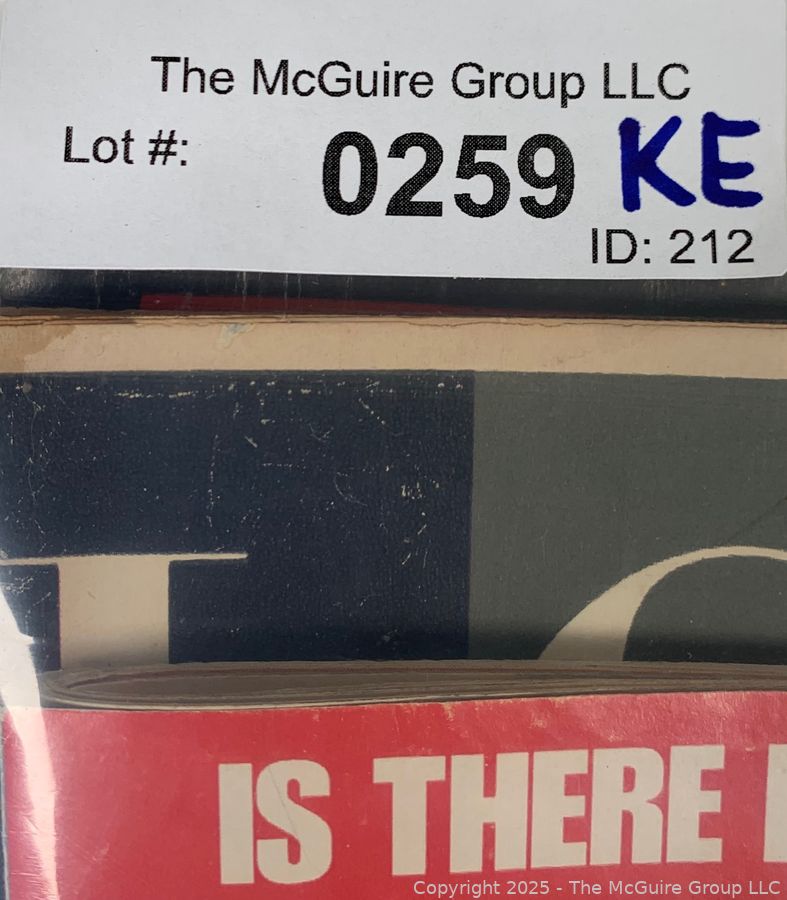 The McGuire Group LLC
Lot #: 0259 KE
ID: 212
IS THERE
Copyright 2025 - The McGuire Group LLC